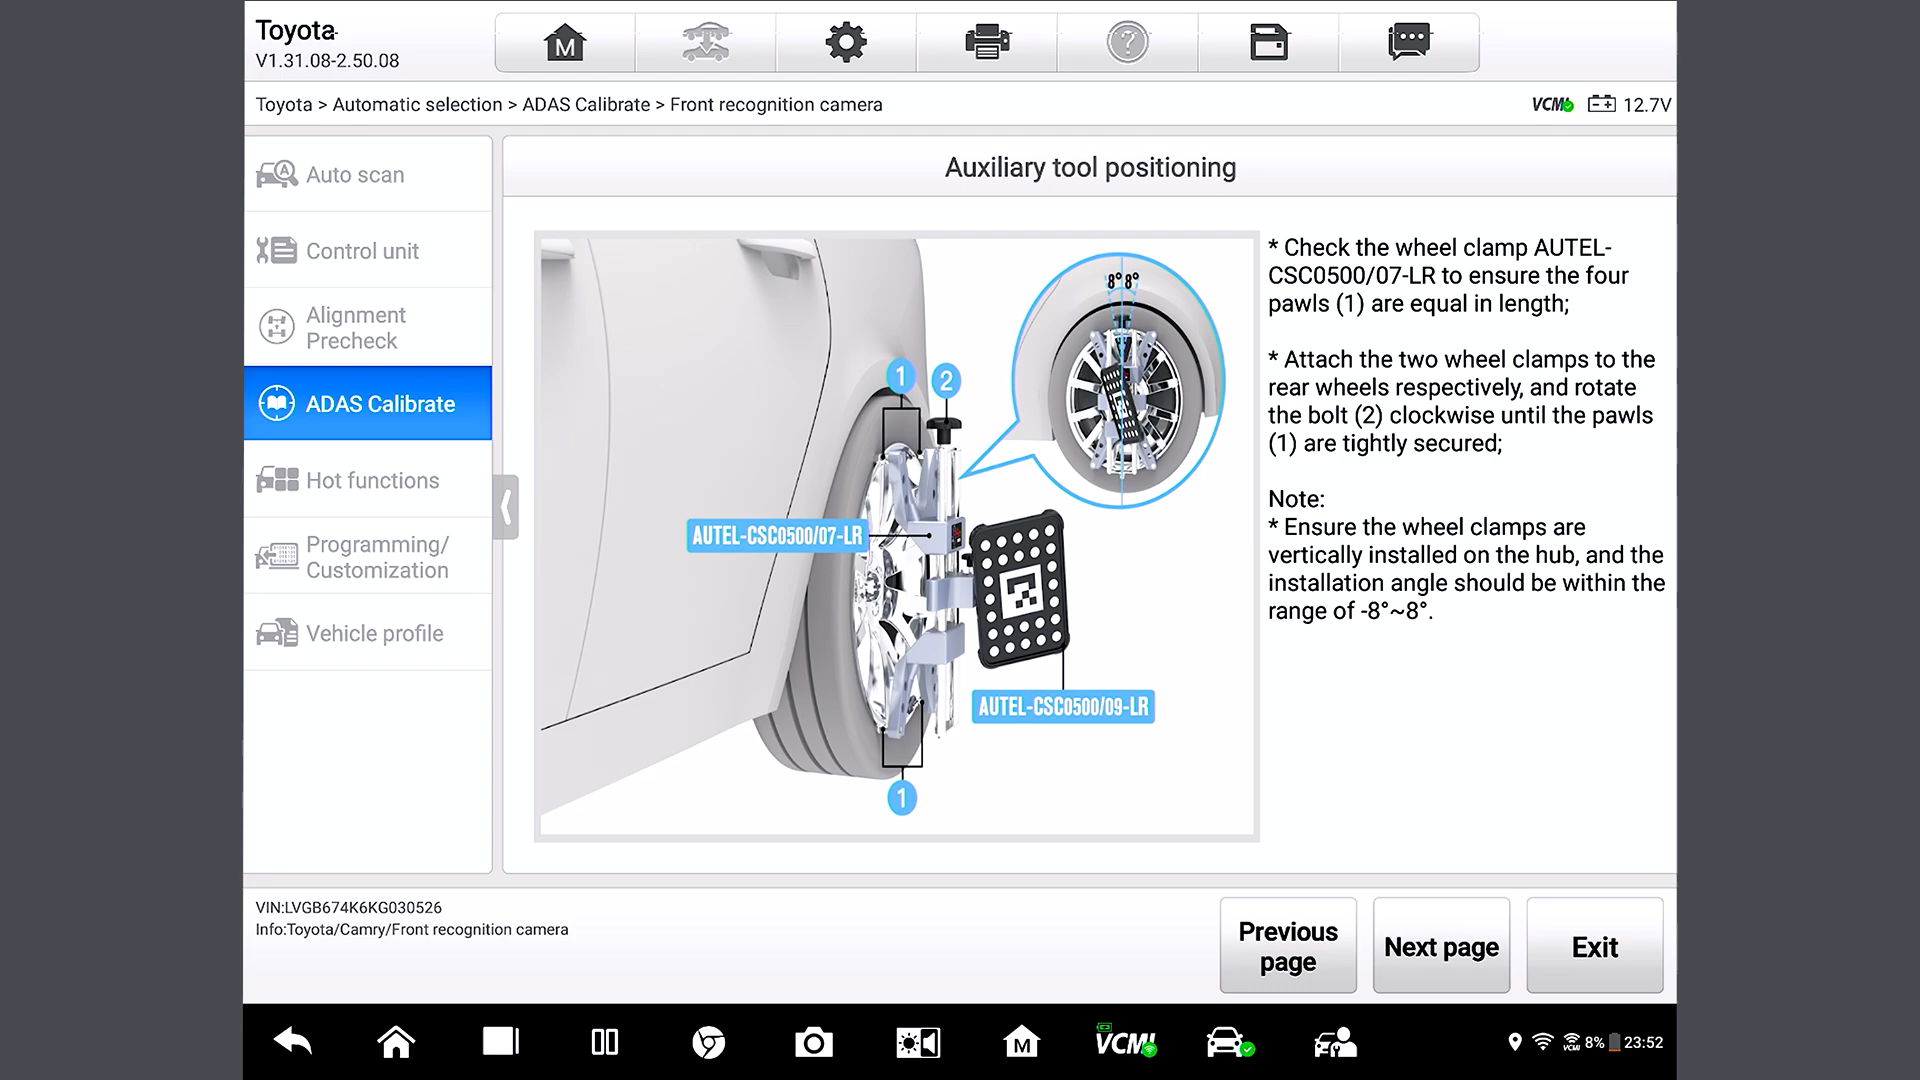 Toyota
V1.31.08-2.50.08
M
?
Toyota > Automatic selection > ADAS Calibrate > Front recognition camera
VCMI
12.7V
A
Auto scan
Control unit
Alignment
Precheck
ADAS Calibrate
Hot functions
Programming/
Customization
Vehicle profile
Auxiliary tool positioning
8° 8°
1
2
AUTEL-CSC0500/07-LR
AUTEL-CSC0500/09-LR
1
* Check the wheel clamp AUTEL-
CSC0500/07-LR to ensure the four
pawls (1) are equal in length;
* Attach the two wheel clamps to the
rear wheels respectively, and rotate
the bolt (2) clockwise until the pawls
(1) are tightly secured;
Note:
* Ensure the wheel clamps are
vertically installed on the hub, and the
installation angle should be within the
range of -8°~8°.
VIN:LVGB674K6KG030526
Info:Toyota/Camry/Front recognition camera
Previous
page
Next page
Exit
M
VCMI
VCMI
8%
23:52